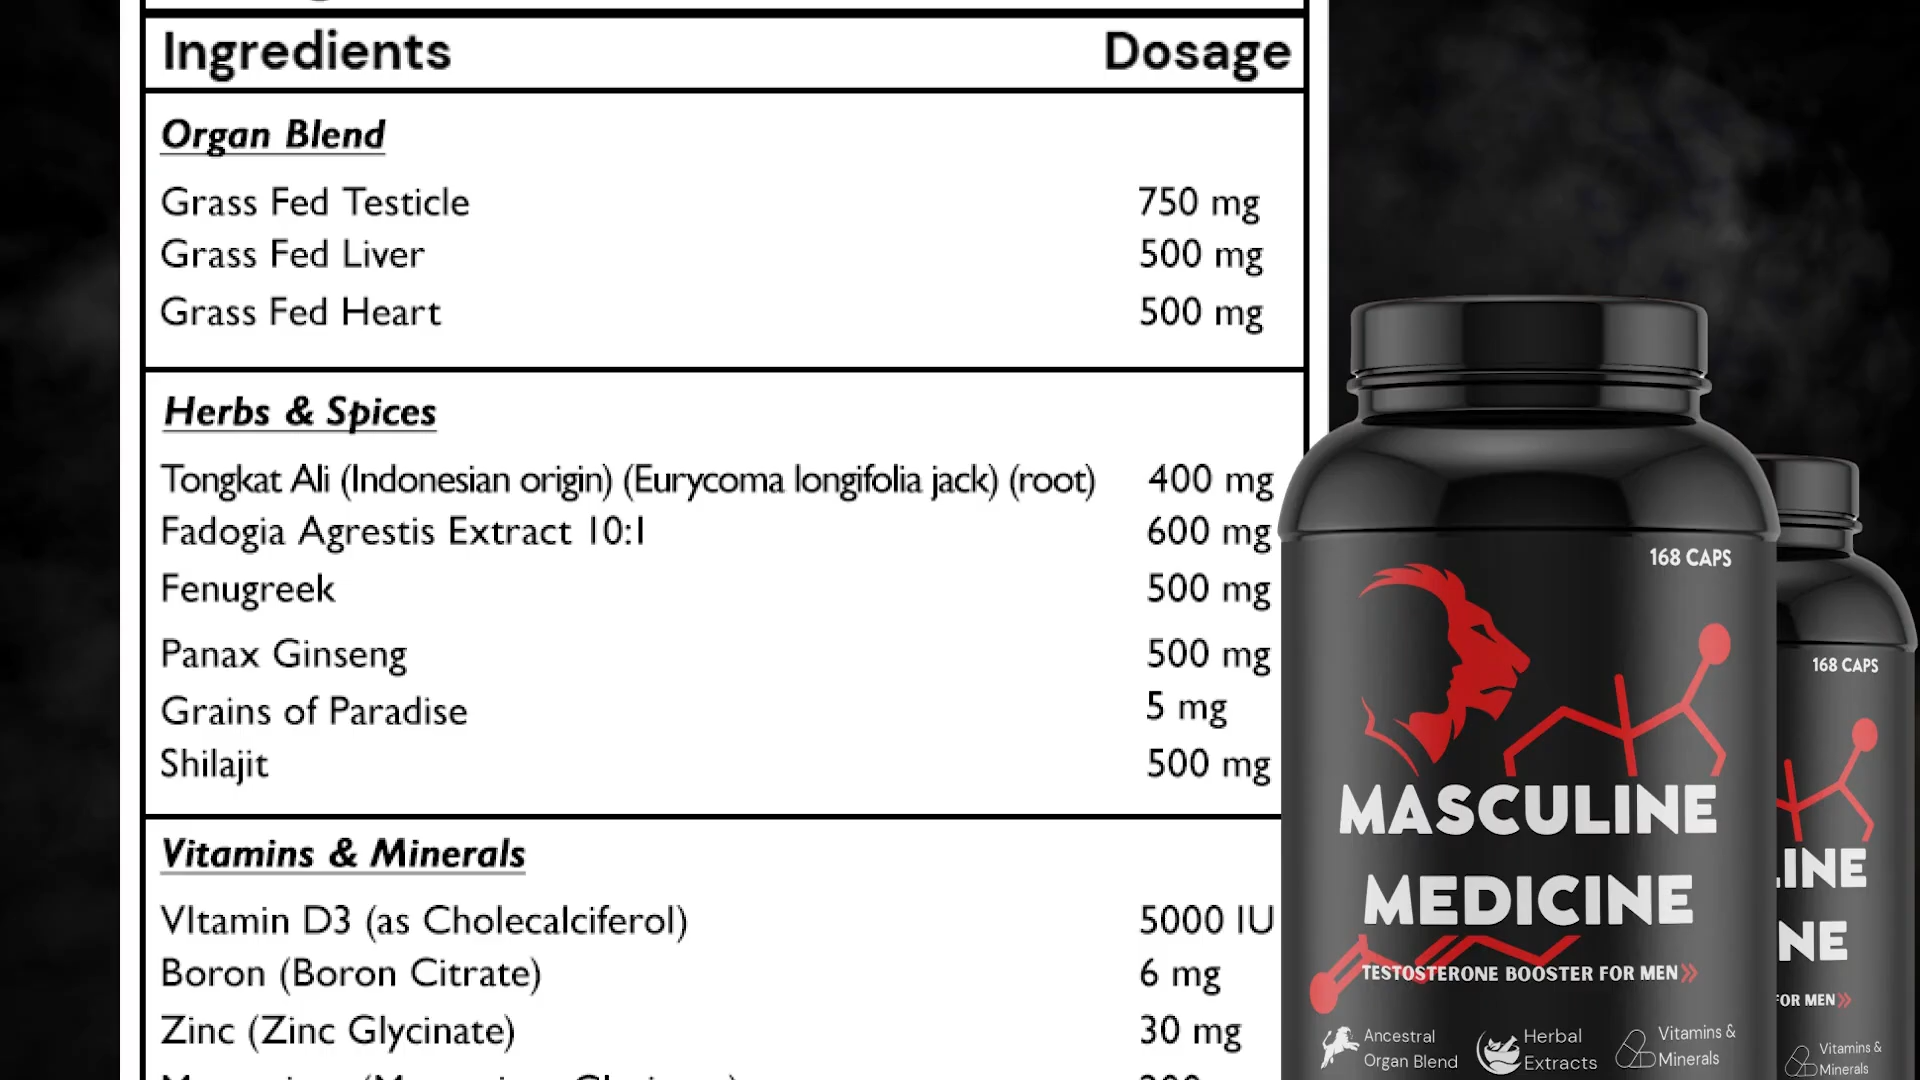 Ingredients Dosage
Organ Blend
Grass Fed Testicle 750 mg
Grass Fed Liver 500 mg
Grass Fed Heart 500 mg
Herbs & Spices
Tongkat Ali (Indonesian origin) (Eurycoma longifolia jack) (root) 400 mg
Fadogia Agrestis Extract 10:1 600 mg
Fenugreek 500 mg
Panax Ginseng 500 mg
Grains of Paradise 5 mg
Shilajit 500 mg
Vitamins & Minerals
VItamin D3 (as Cholecalciferol) 5000 IU
Boron (Boron Citrate) 6 mg
Zinc (Zinc Glycinate) 30 mg
168 CAPS
MASCULINE
MEDICINE
TESTOSTERONE BOOSTER FOR MEN
Ancestral
Organ Blend
Herbal
Extracts
Vitamins &
Minerals
168 CAPS
LINE
NE
FOR MEN
Vitamins &
Minerals